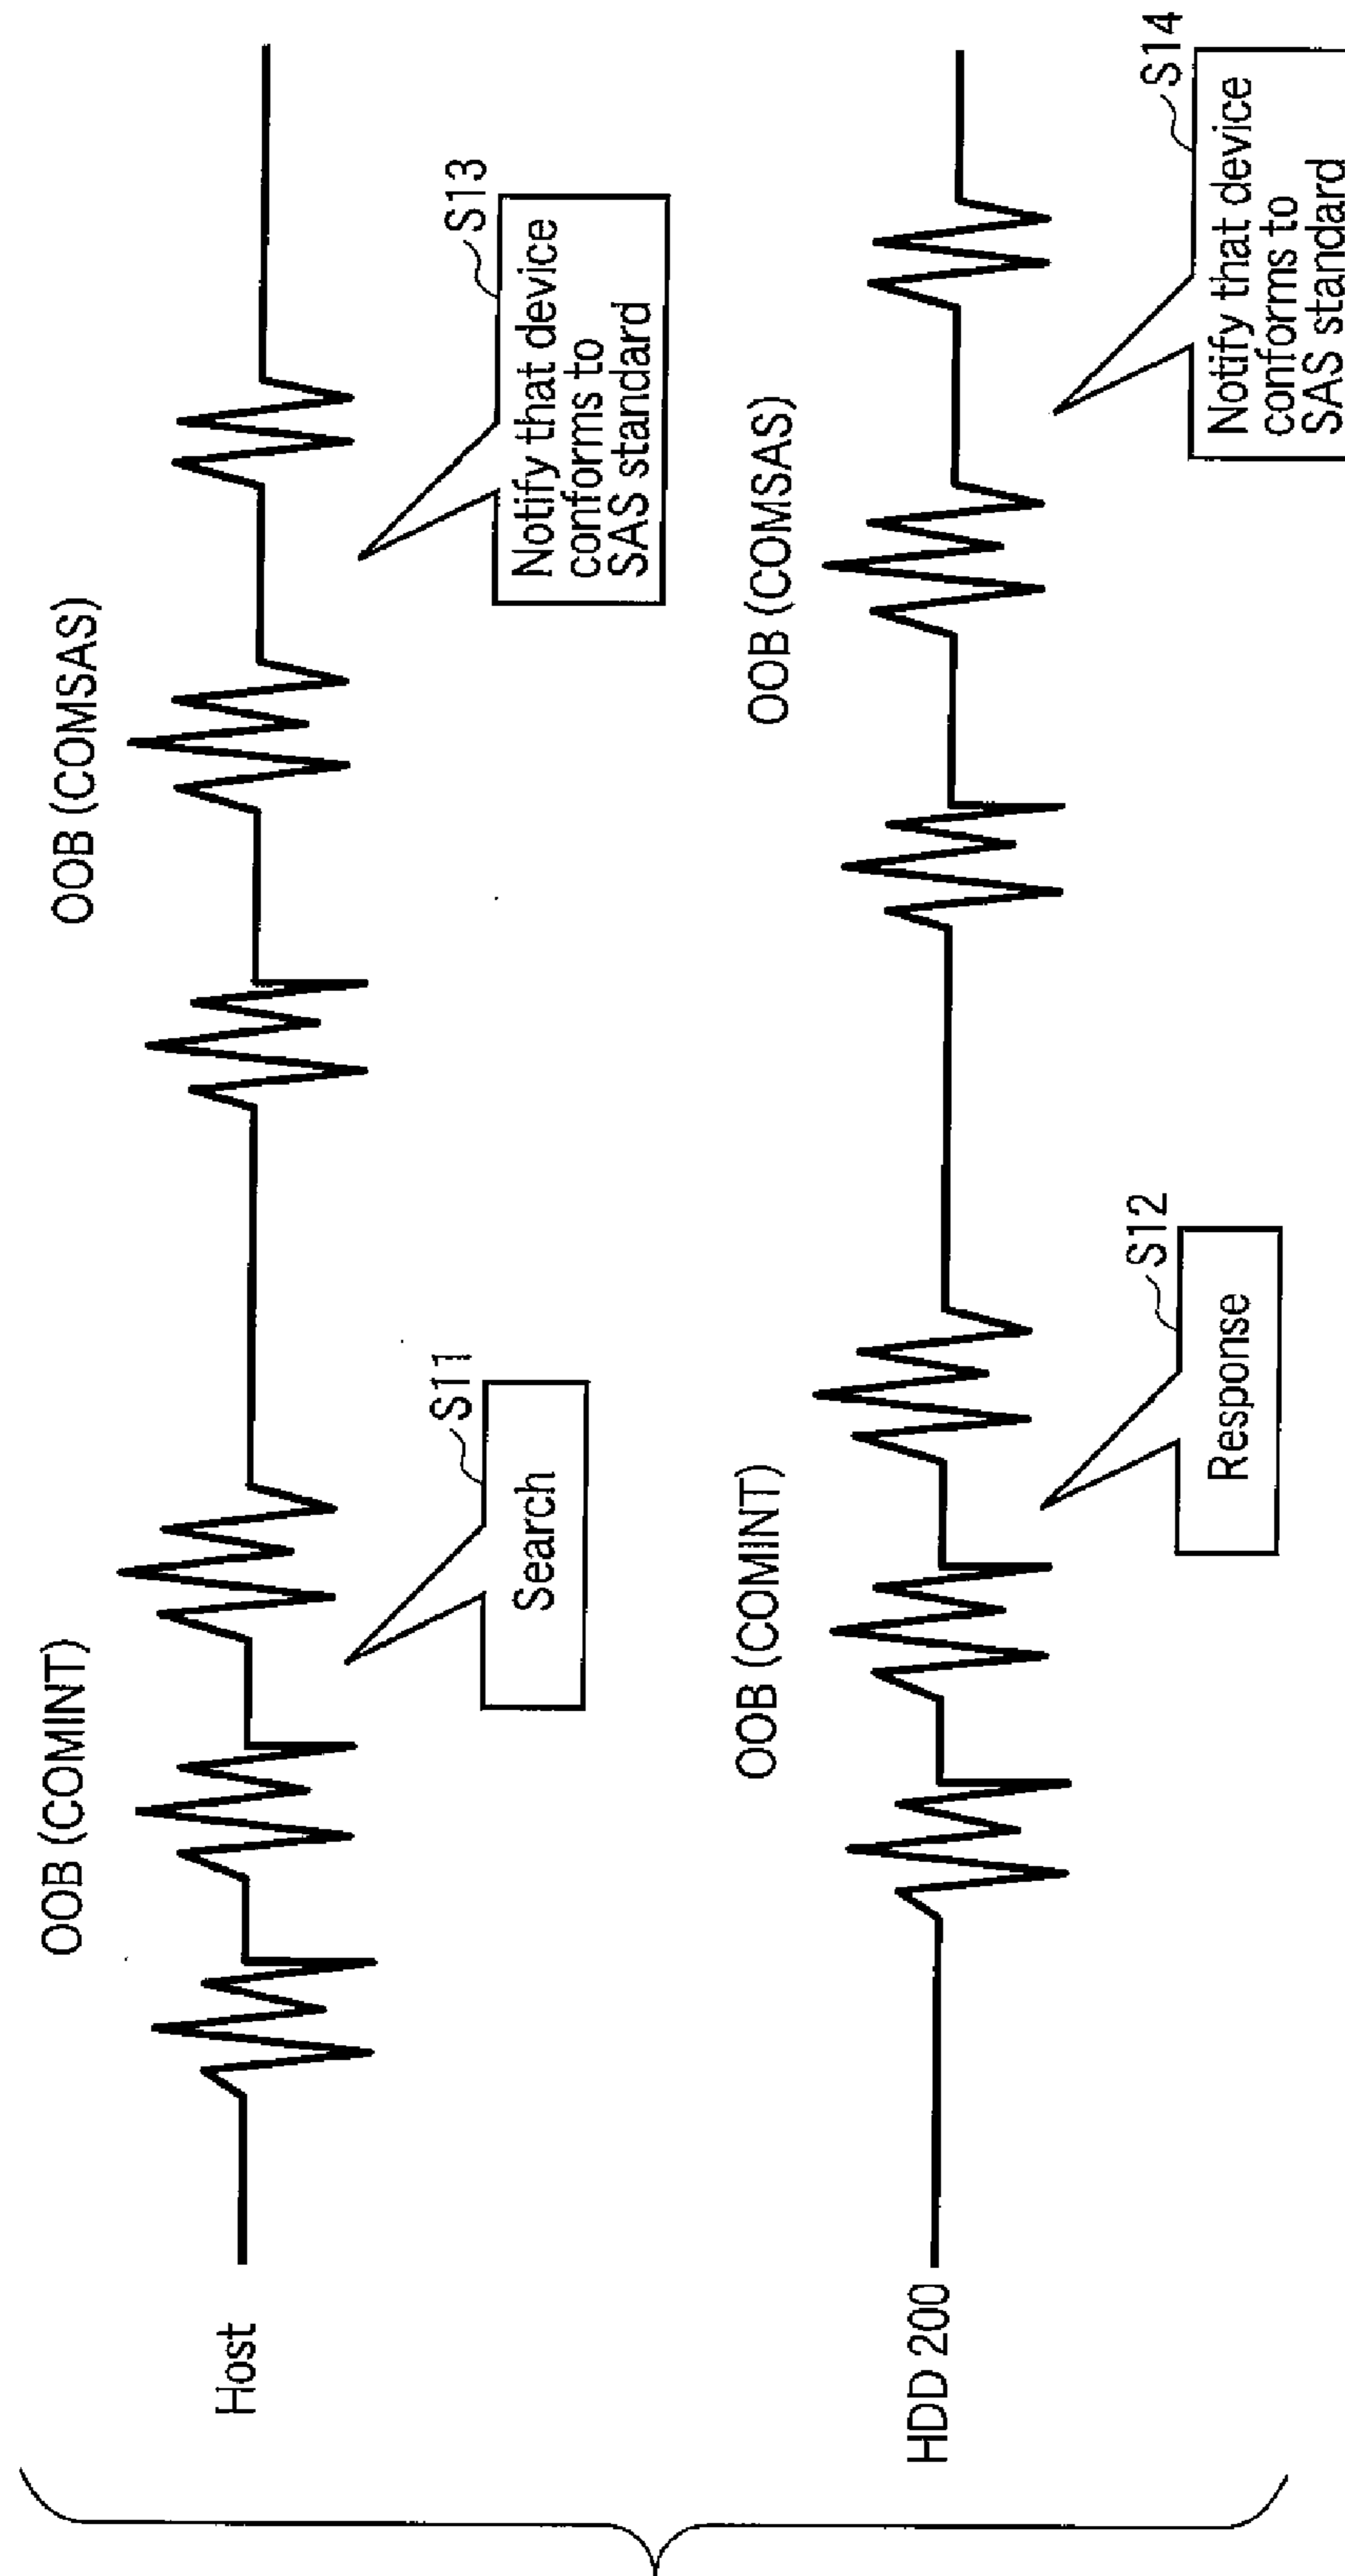 OOB (COMINT)
OOB (COMSAS)
Host
S11
Search
S13
Notify that device
conforms to
SAS standard
OOB (COMINT)
OOB (COMSAS)
HDD 200
S12
Response
S14
Notify that device
conforms to
SAS standard